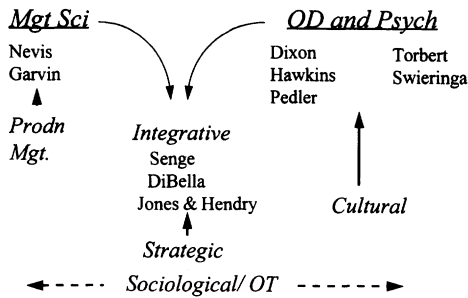 Mgt Sci
OD and Psych
Nevis
Garvin
Dixon
Hawkins
Pedler
Torbert
Swieringa
Prodn
Mgt.
Integrative
Senge
DiBella
Jones & Hendry
Cultural
Strategic
Sociological/ OT